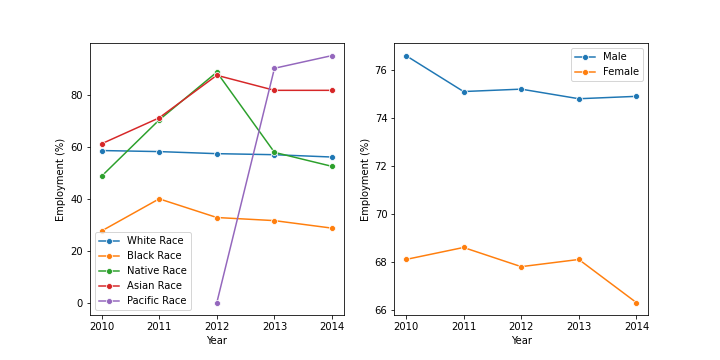 Employment (%)
80
60
40
20
0
White Race
Black Race
Native Race
Asian Race
Pacific Race
2010 2011 2012 2013 2014
Year
Employment (%)
76
74
72
70
68
66
Male
Female
2010 2011 2012 2013 2014
Year